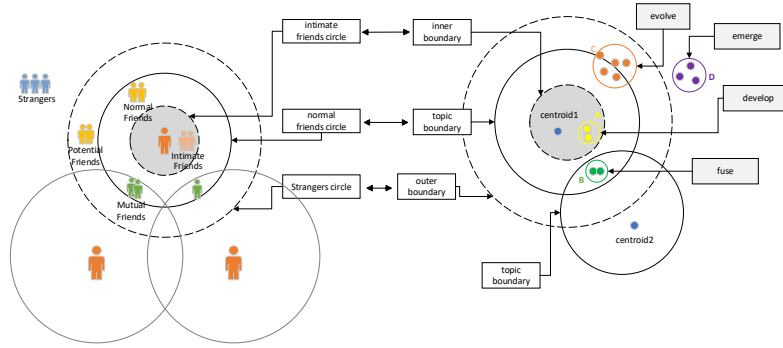 evolve
emerge
develop
fuse
intimate
friends circle
inner
boundary
normal
friends circle
topic
boundary
Strangers circle
outer
boundary
topic
boundary
Strangers
Normal
Friends
Potential
Friends
Intimate
Friends
Mutual
Friends
C
D
centroid1
B
centroid2